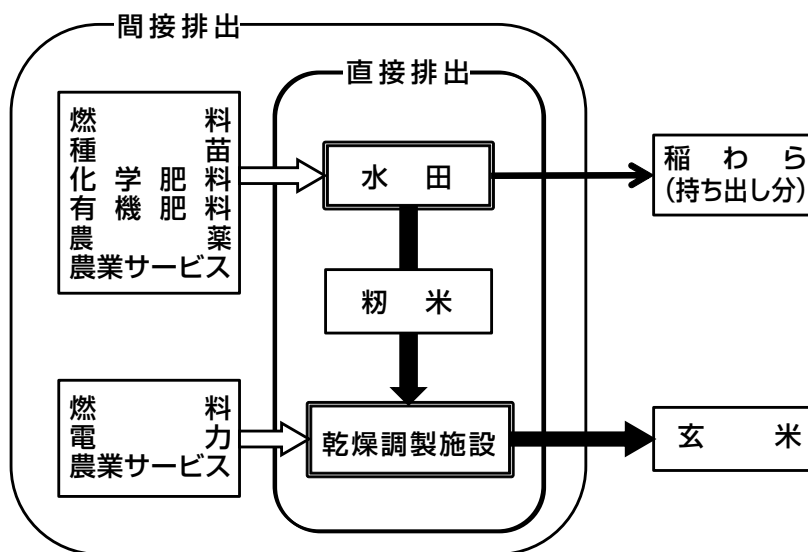 間接排出
直接排出
燃料
種苗
化学肥料
有機肥料
農薬
農業サービス
水田
稲わら
(持ち出し分)
籾米
燃料
電力
農業サービス
乾燥調製施設
玄米